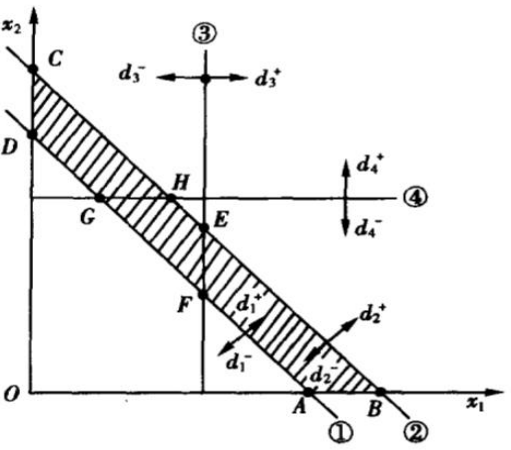 x₂
③
C
d₃⁻ d₃⁺
D
d₄⁺
H
④
G
E
d₄⁻
F
d₁⁺
d₂⁺
d₁⁻
d₂⁻
O
A
B
x₁
①
②